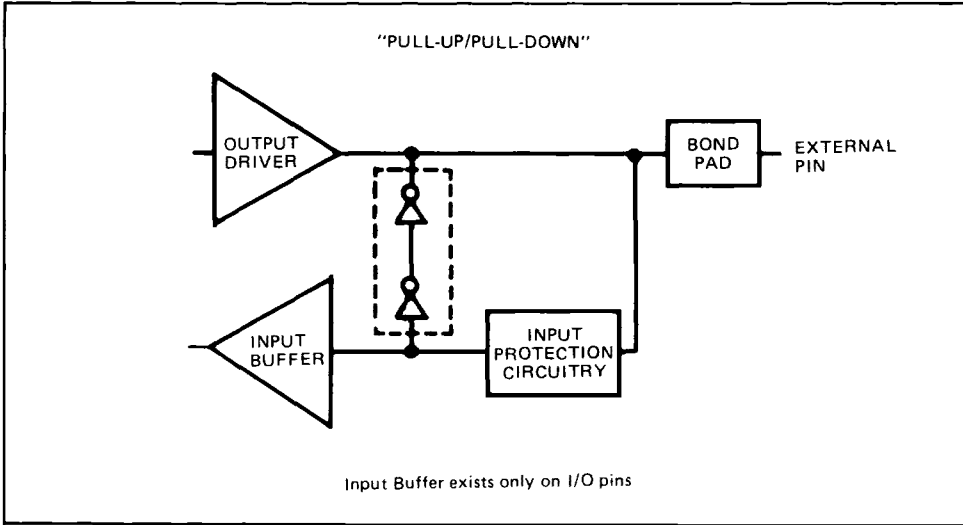 "PULL-UP/PULL-DOWN"
OUTPUT
DRIVER
BOND
PAD
EXTERNAL
PIN
INPUT
BUFFER
INPUT
PROTECTION
CIRCUITRY
Input Buffer exists only on I/O pins